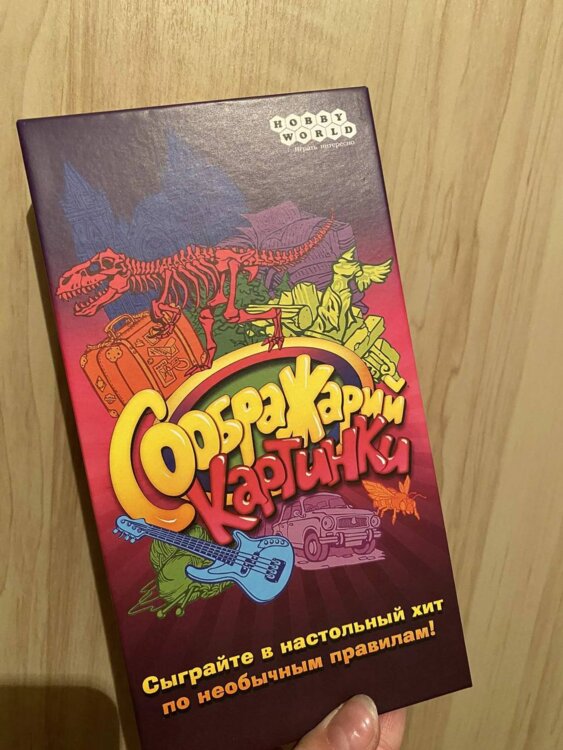 HOBBY
WORLD
Играть интересно
СообраЖарий
Картинки
Сыграйте в настольный хит
по необычным правилам!